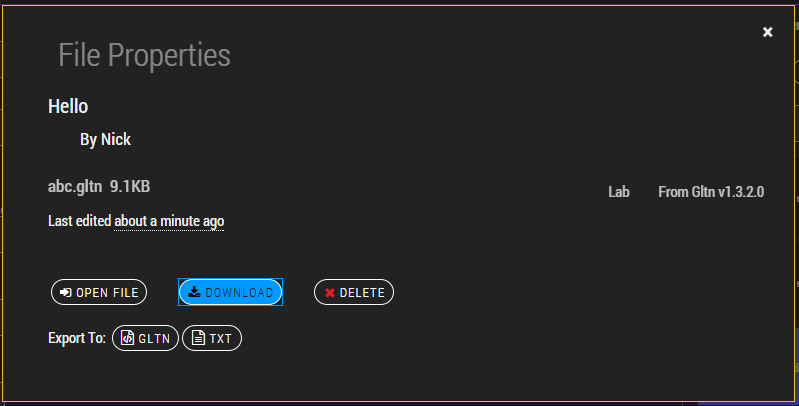 File Properties
Hello
By Nick
abc.gltn 9.1KB
Lab From Gltn v1.3.2.0
Last edited about a minute ago
OPEN FILE DOWNLOAD DELETE
Export To: GLTN TXT